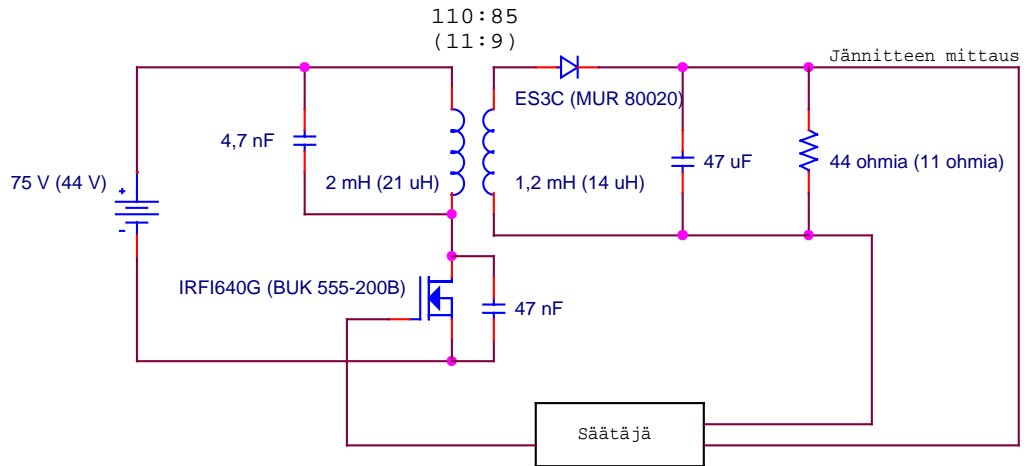 110:85
(11:9)
Jännitteen mittaus
ES3C (MUR 80020)
4,7 nF
2 mH (21 uH)
1,2 mH (14 uH)
47 uF
44 ohmia (11 ohmia)
75 V (44 V)
+
-
IRFI640G (BUK 555-200B)
47 nF
Säätäjä